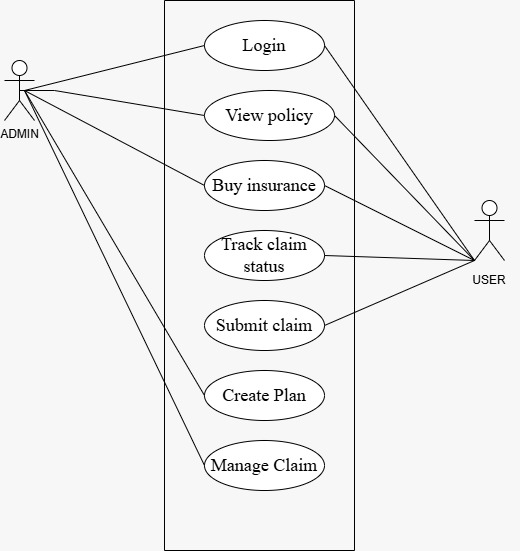 Login
ADMIN
View policy
Buy insurance
Track claim
status
USER
Submit claim
Create Plan
Manage Claim